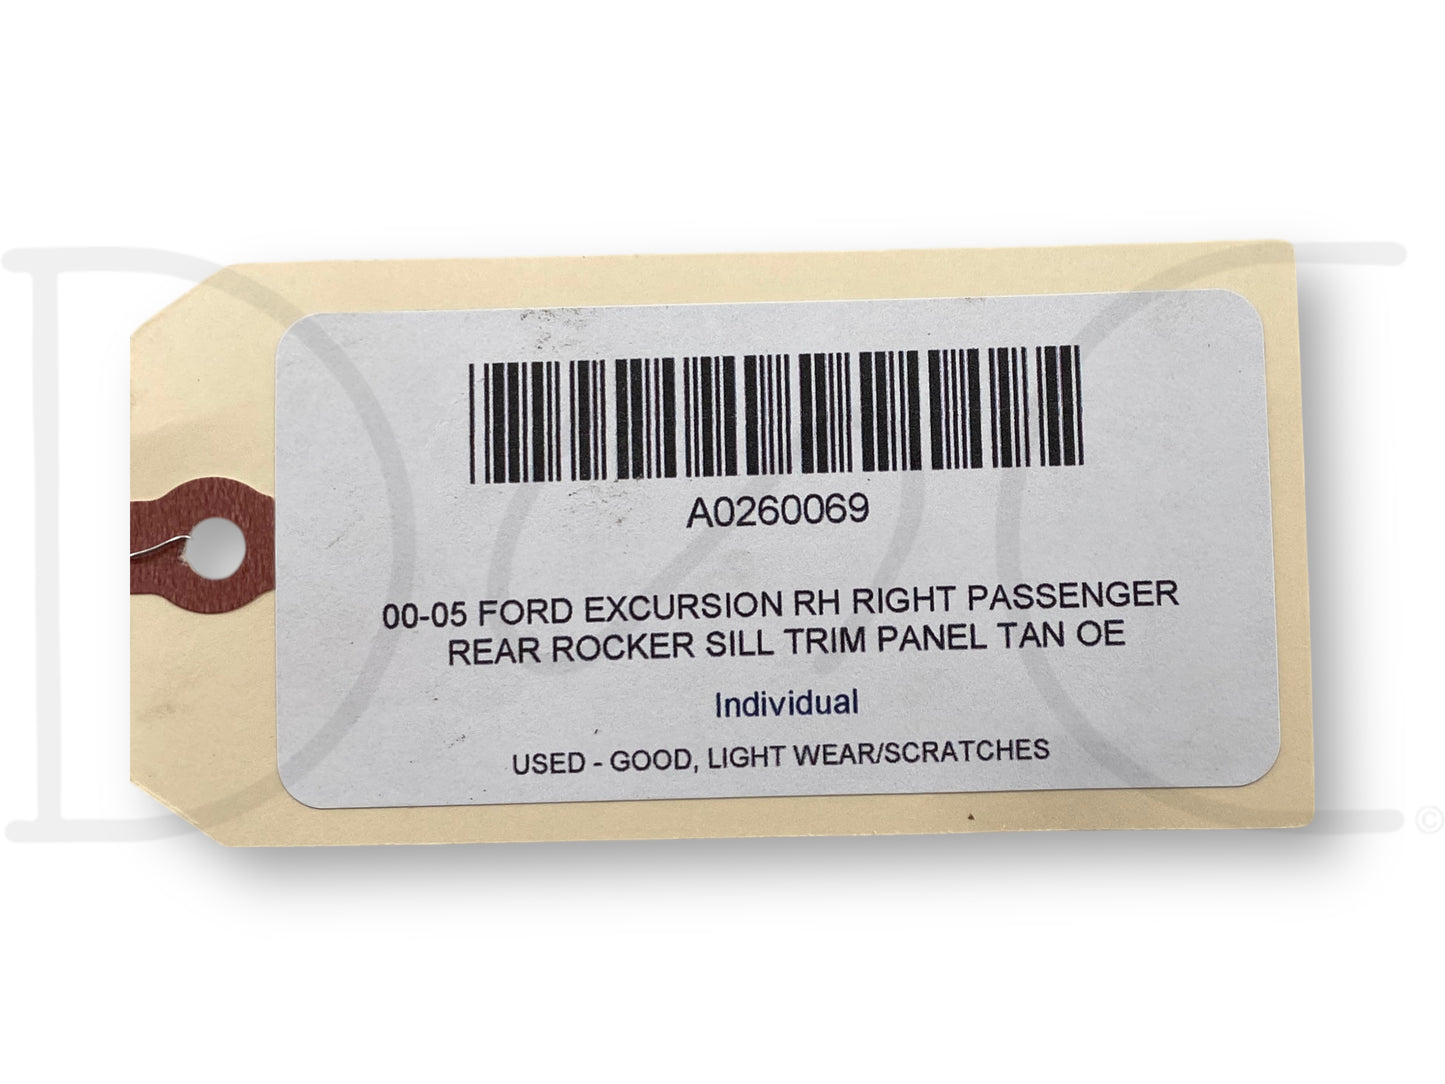 A0260069
00-05 FORD EXCURSION RH RIGHT PASSENGER
REAR ROCKER SILL TRIM PANEL TAN OE
Individual
USED - GOOD, LIGHT WEAR/SCRATCHES
©